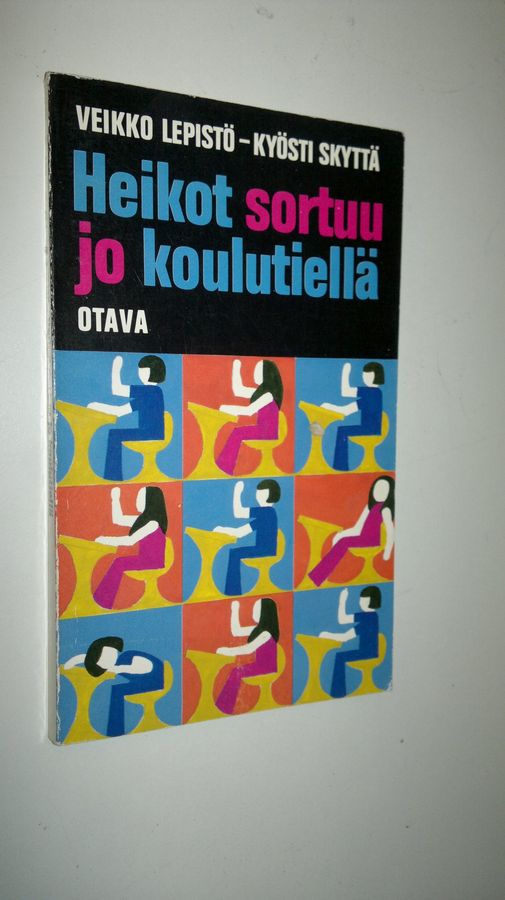 VEIKKO LEPISTÖ – KYÖSTI SKYTTÄ
Heikot sortuu
jo koulutiellä
OTAVA